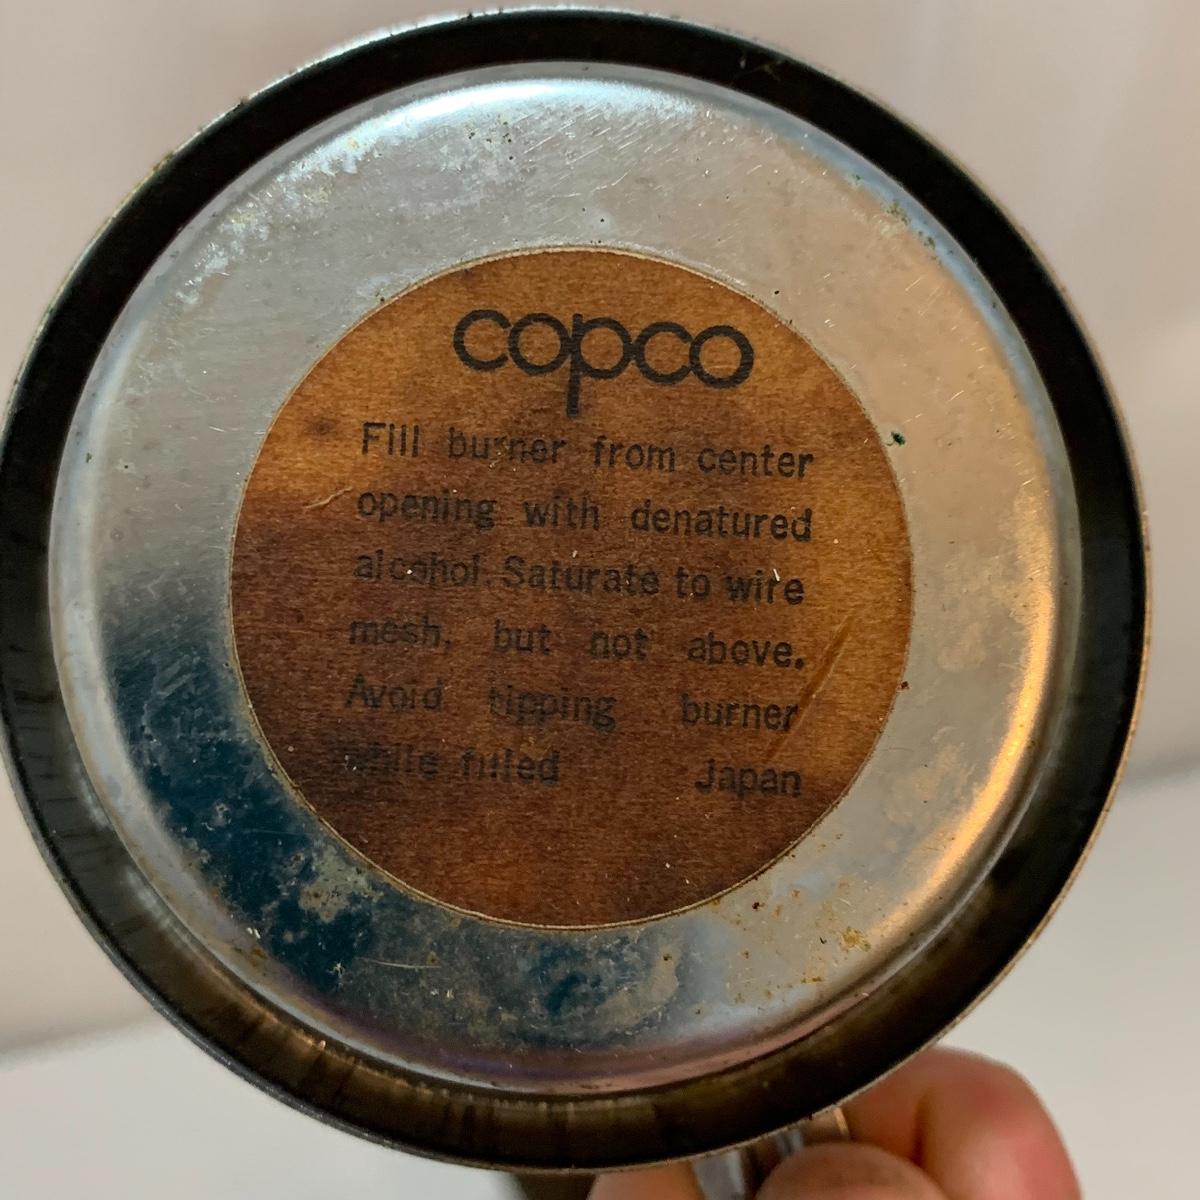 copco
Fill burner from center
opening with denatured
alcohol. Saturate to wire
mesh, but not above.
Avoid tipping burner
while filled Japan